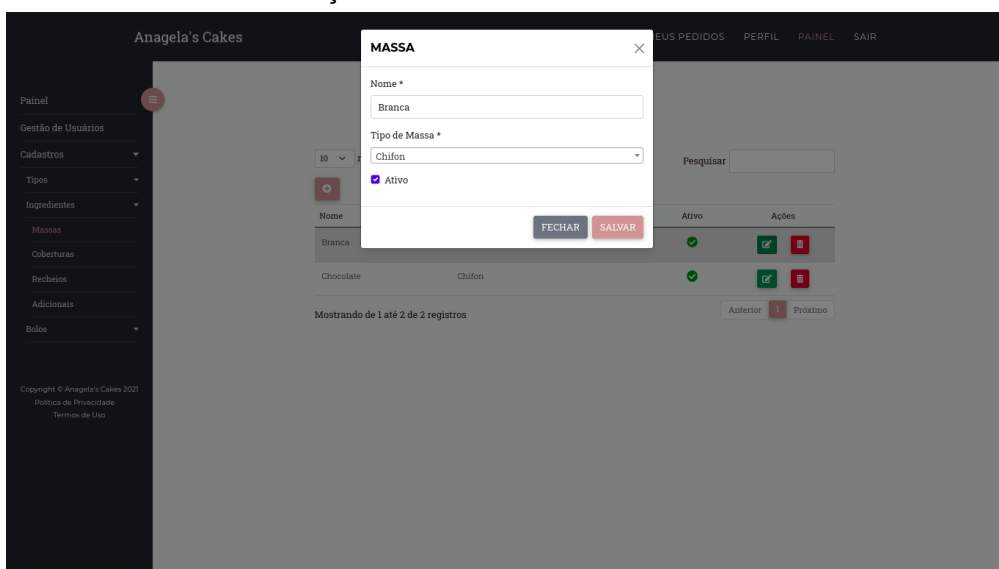 Anagela's Cakes
EUS PEDIDOS PERFIL PAINEL SAIR
MASSA
Nome *
Branca
Tipo de Massa *
Chifon
Ativo
FECHAR SALVAR
Painel
Gestão de Usuários
Cadastros
Tipos
Ingredientes
Massas
Coberturas
Recheios
Adicionais
Bolos
Copyright © Anagela's Cakes 2021
Política de Privacidade
Termos de Uso
10
Pesquisar
Nome Ativo Ações
Branca
Chocolate Chifon
Mostrando de 1 até 2 de 2 registros
Anterior 1 Próximo